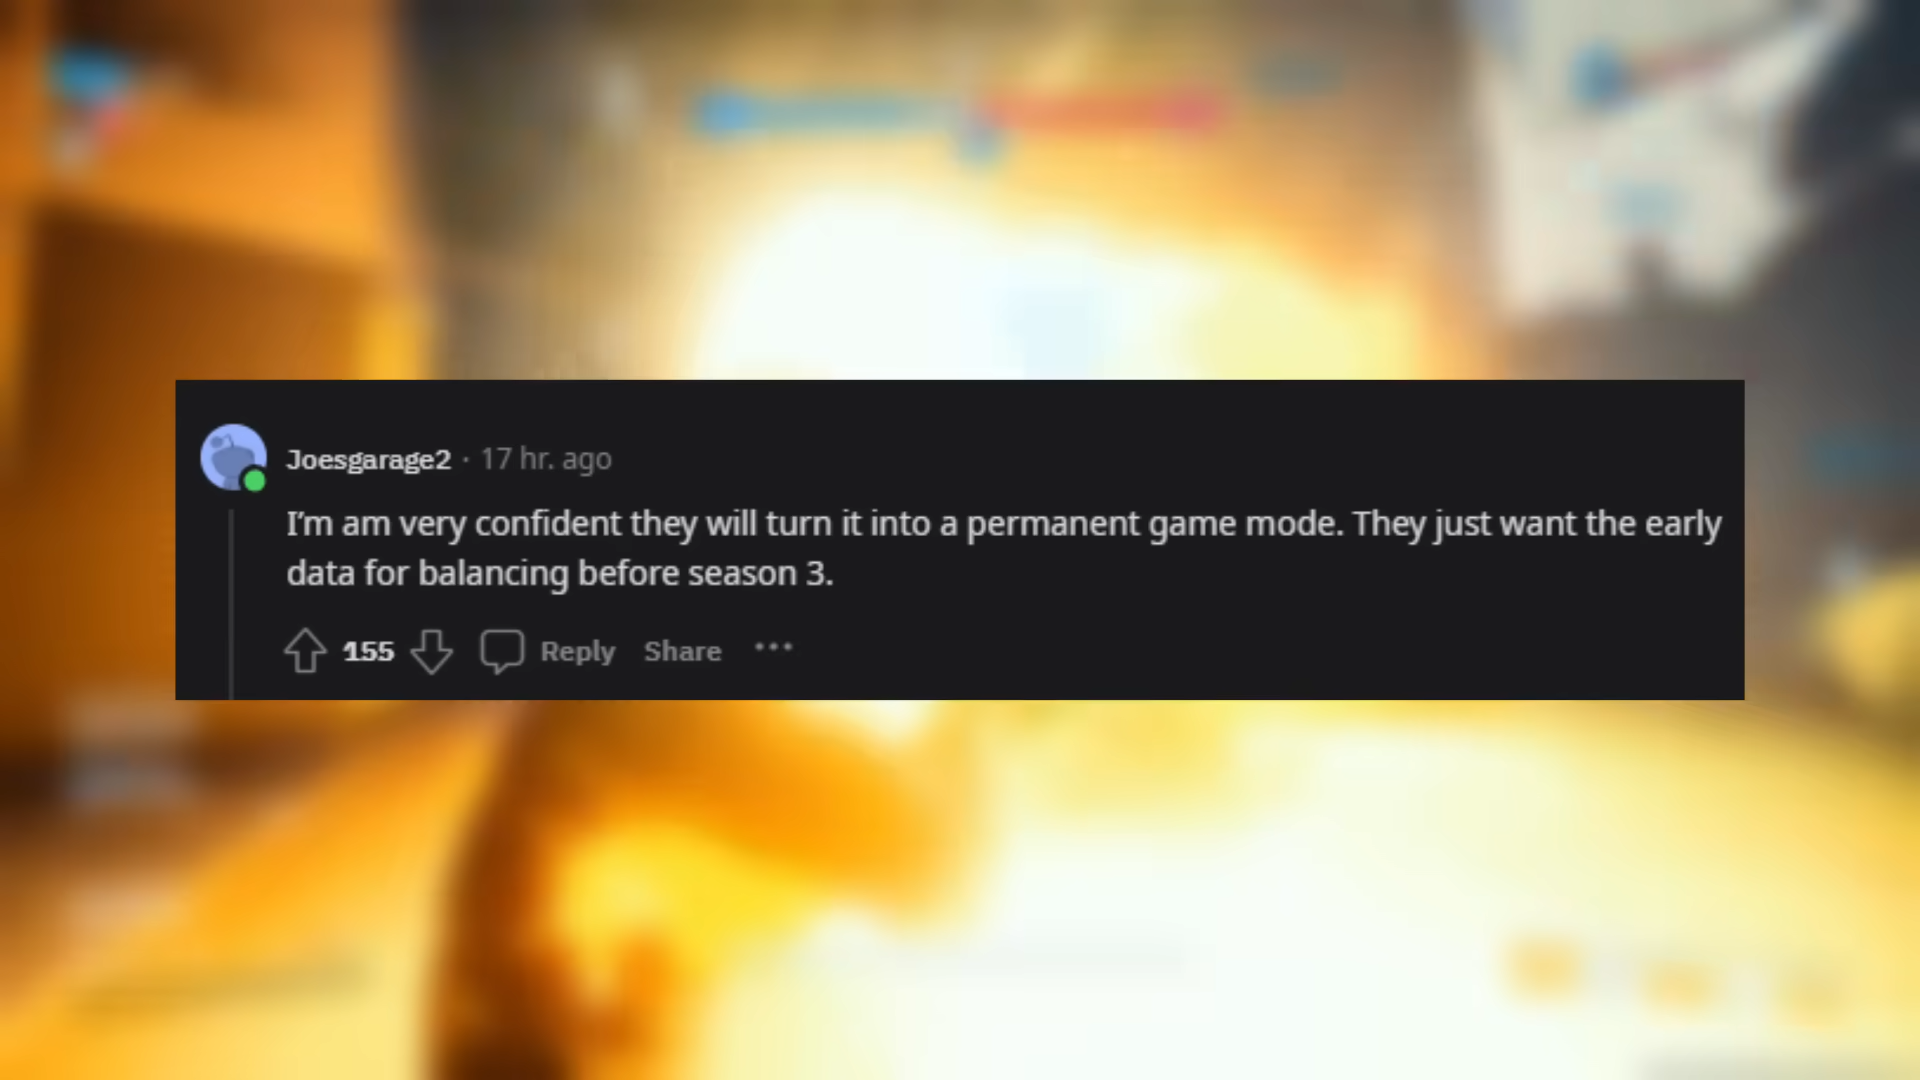 Joesgarage2 · 17 hr. ago
I'm am very confident they will turn it into a permanent game mode. They just want the early
data for balancing before season 3.
155 Reply Share ···